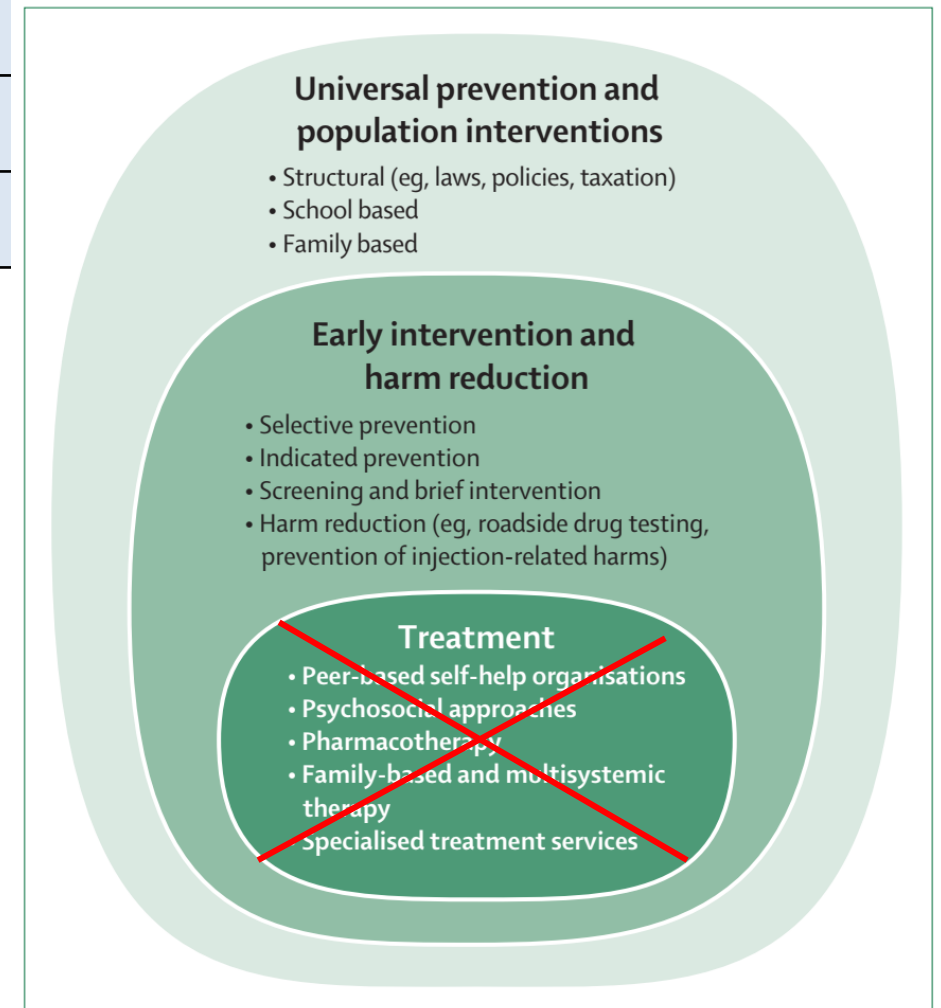 Universal prevention and
population interventions
• Structural (eg, laws, policies, taxation)
• School based
• Family based
Early intervention and
harm reduction
• Selective prevention
• Indicated prevention
• Screening and brief intervention
• Harm reduction (eg, roadside drug testing,
prevention of injection-related harms)
Treatment
• Peer-based self-help organisations
• Psychosocial approaches
• Pharmacotherapy
• Family-based and multisystemic
therapy
• Specialised treatment services